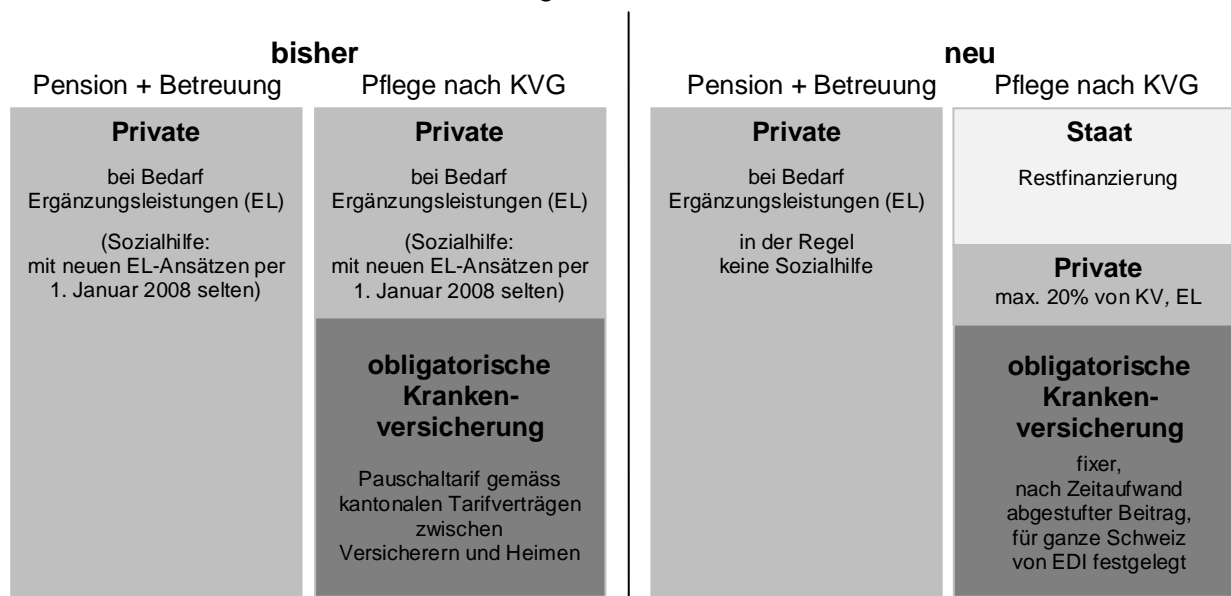 bisher
Pension + Betreuung
Pflege nach KVG
Private
bei Bedarf
Ergänzungsleistungen (EL)
(Sozialhilfe:
mit neuen EL-Ansätzen per
1. Januar 2008 selten)
Private
bei Bedarf
Ergänzungsleistungen (EL)
(Sozialhilfe:
mit neuen EL-Ansätzen per
1. Januar 2008 selten)
obligatorische
Kranken-
versicherung
Pauschaltarif gemäss
kantonalen Tarifverträgen
zwischen
Versicherern und Heimen
neu
Pension + Betreuung
Pflege nach KVG
Private
bei Bedarf
Ergänzungsleistungen (EL)
in der Regel
keine Sozialhilfe
Staat
Restfinanzierung
Private
max. 20% von KV, EL
obligatorische
Kranken-
versicherung
fixer,
nach Zeitaufwand
abgestufter Beitrag,
für ganze Schweiz
von EDI festgelegt